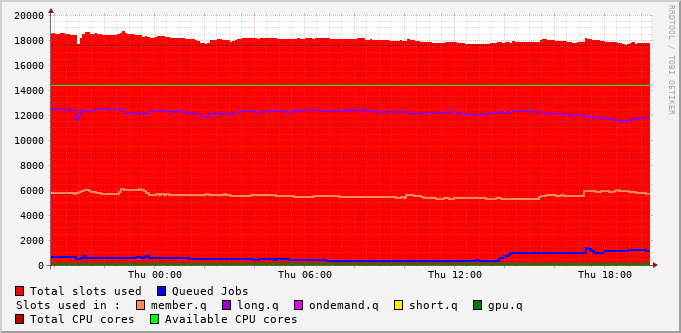 20000
18000
16000
14000
12000
10000
8000
6000
4000
2000
0
Thu 00:00 Thu 06:00 Thu 12:00 Thu 18:00
Total slots used Queued Jobs
Slots used in : member.q long.q ondemand.q short.q gpu.q
Total CPU cores Available CPU cores
RRDTOOL / TOBI OETIKER